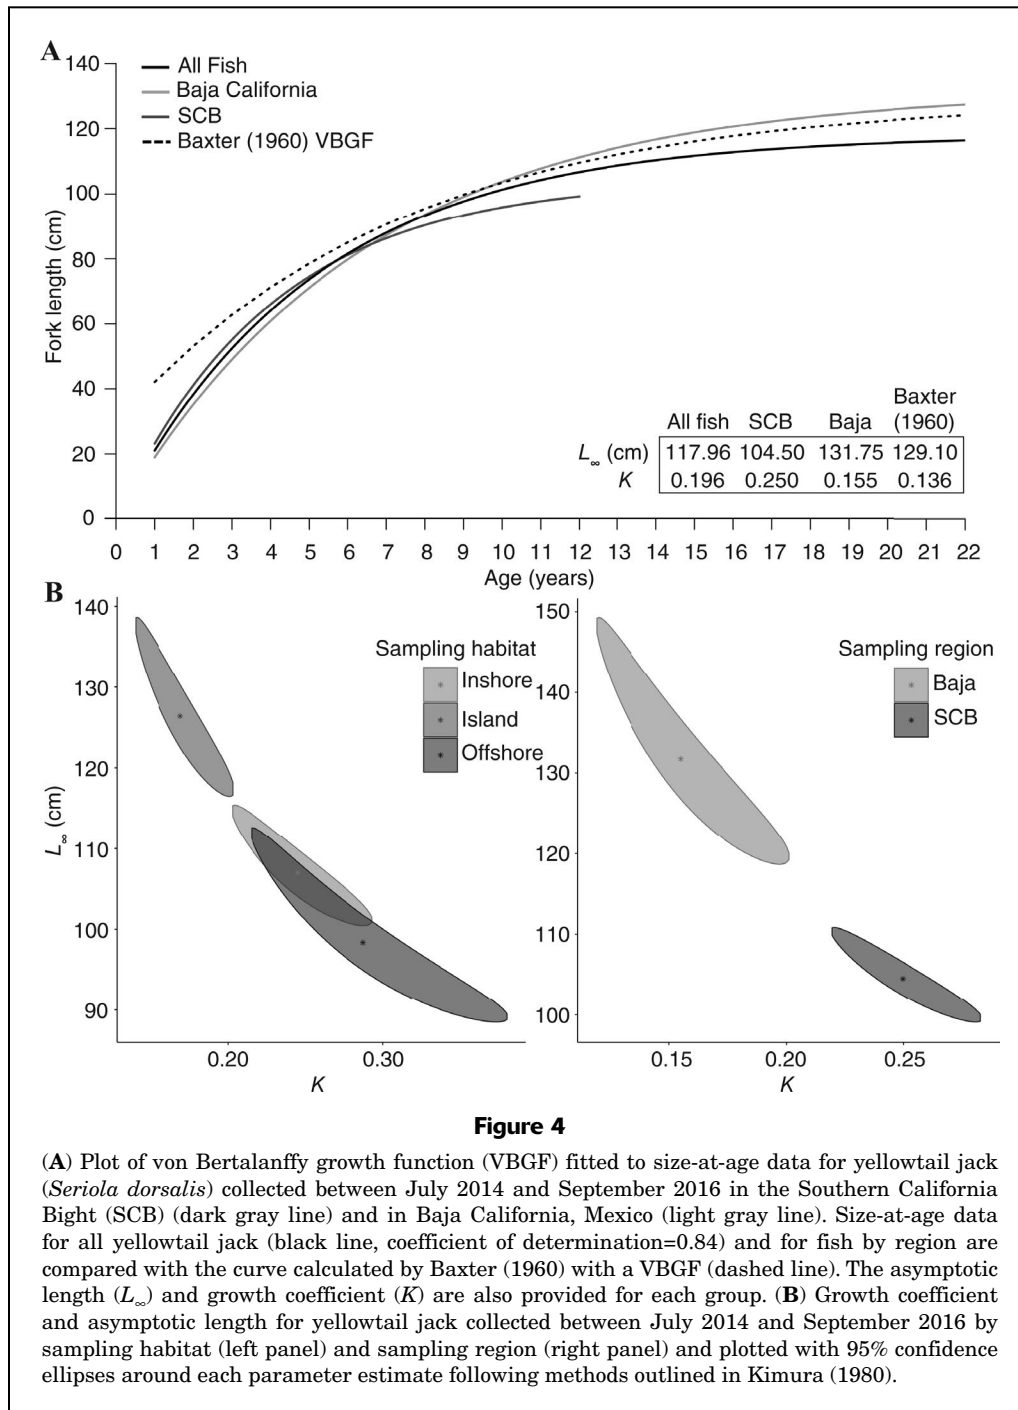 A
140
120
100
80
60
40
20
0
Fork length (cm)
All Fish
Baja California
SCB
Baxter (1960) VBGF
Baxter
All fish SCB Baja (1960)
L∞ (cm) 117.96 104.50 131.75 129.10
K 0.196 0.250 0.155 0.136
0 1 2 3 4 5 6 7 8 9 10 11 12 13 14 15 16 17 18 19 20 21 22
Age (years)
B
140
130
120
110
100
90
L∞ (cm)
Sampling habitat
Inshore
Island
Offshore
0.20 0.30
K
150
140
130
120
110
100
Sampling region
Baja
SCB
0.15 0.20 0.25
K
Figure 4
(A) Plot of von Bertalanffy growth function (VBGF) fitted to size-at-age data for yellowtail jack
(Seriola dorsalis) collected between July 2014 and September 2016 in the Southern California
Bight (SCB) (dark gray line) and in Baja California, Mexico (light gray line). Size-at-age data
for all yellowtail jack (black line, coefficient of determination=0.84) and for fish by region are
compared with the curve calculated by Baxter (1960) with a VBGF (dashed line). The asymptotic
length (L∞) and growth coefficient (K) are also provided for each group. (B) Growth coefficient
and asymptotic length for yellowtail jack collected between July 2014 and September 2016 by
sampling habitat (left panel) and sampling region (right panel) and plotted with 95% confidence
ellipses around each parameter estimate following methods outlined in Kimura (1980).